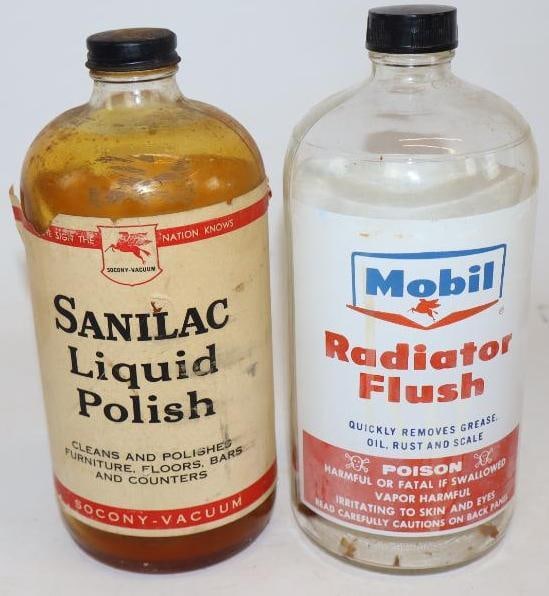 SIGN THE NATION KNOWS
SOCONY-VACUUM
SANILAC
Liquid
Polish
CLEANS AND POLISHES
FURNITURE, FLOORS, BARS
AND COUNTERS
SOCONY-VACUUM
Mobil
Radiator
Flush
QUICKLY REMOVES GREASE,
OIL, RUST AND SCALE
POISON
HARMFUL OR FATAL IF SWALLOWED
VAPOR HARMFUL
IRRITATING TO SKIN AND EYES
READ CAREFULLY CAUTIONS ON BACK PANEL